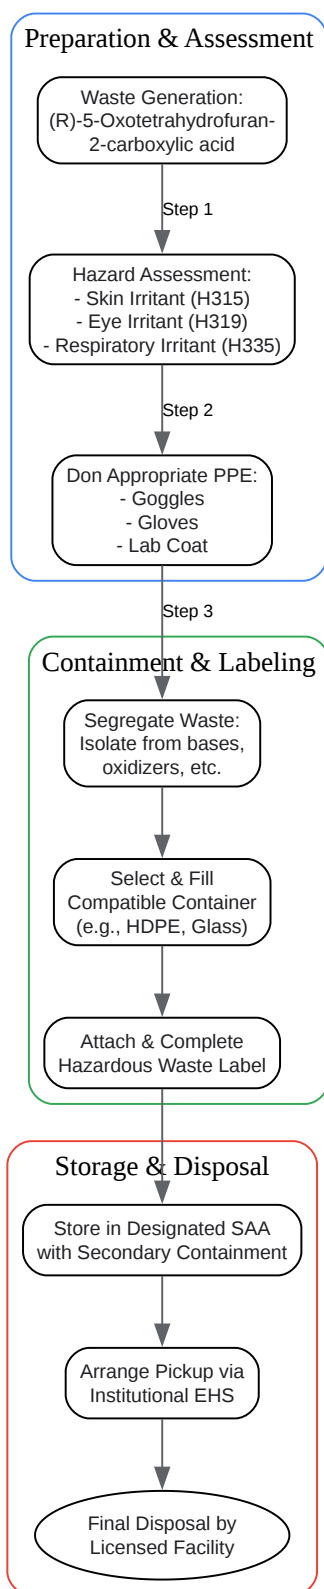 Preparation & Assessment
Waste Generation:
(R)-5-Oxotetrahydrofuran-
2-carboxylic acid
Step 1
Hazard Assessment:
- Skin Irritant (H315)
- Eye Irritant (H319)
- Respiratory Irritant (H335)
Step 2
Don Appropriate PPE:
- Goggles
- Gloves
- Lab Coat
Step 3
Containment & Labeling
Segregate Waste:
Isolate from bases,
oxidizers, etc.
Select & Fill
Compatible Container
(e.g., HDPE, Glass)
Attach & Complete
Hazardous Waste Label
Storage & Disposal
Store in Designated SAA
with Secondary Containment
Arrange Pickup via
Institutional EHS
Final Disposal by
Licensed Facility